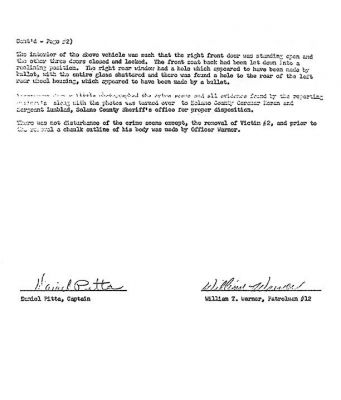 Cont'd - Page #2)
The interior of the above vehicle was such that the right front door was standing open and
the other three doors closed and locked. The front seat back had been let down into a
reclining position. The right rear window had a hole which appeared to have been made by
bullet, with the entire glass shattered and there was found a hole to the rear of the left
rear wheel housing, which appeared to have been made by a bullet.
photographed the crime scene and all evidence found by the reporting
along with the photos was turned over to Solano County Coroner Horan and
Sergeant Lunblad, Solano County Sheriff's office for proper disposition.
There was not disturbance of the crime scene except, the removal of Victim #2, and prior to
the removal a chaulk outline of his body was made by Officer Warner.
Daniel Pitta
William Warner
Daniel Pitta, Captain
William T. Warner, Patrolman #12